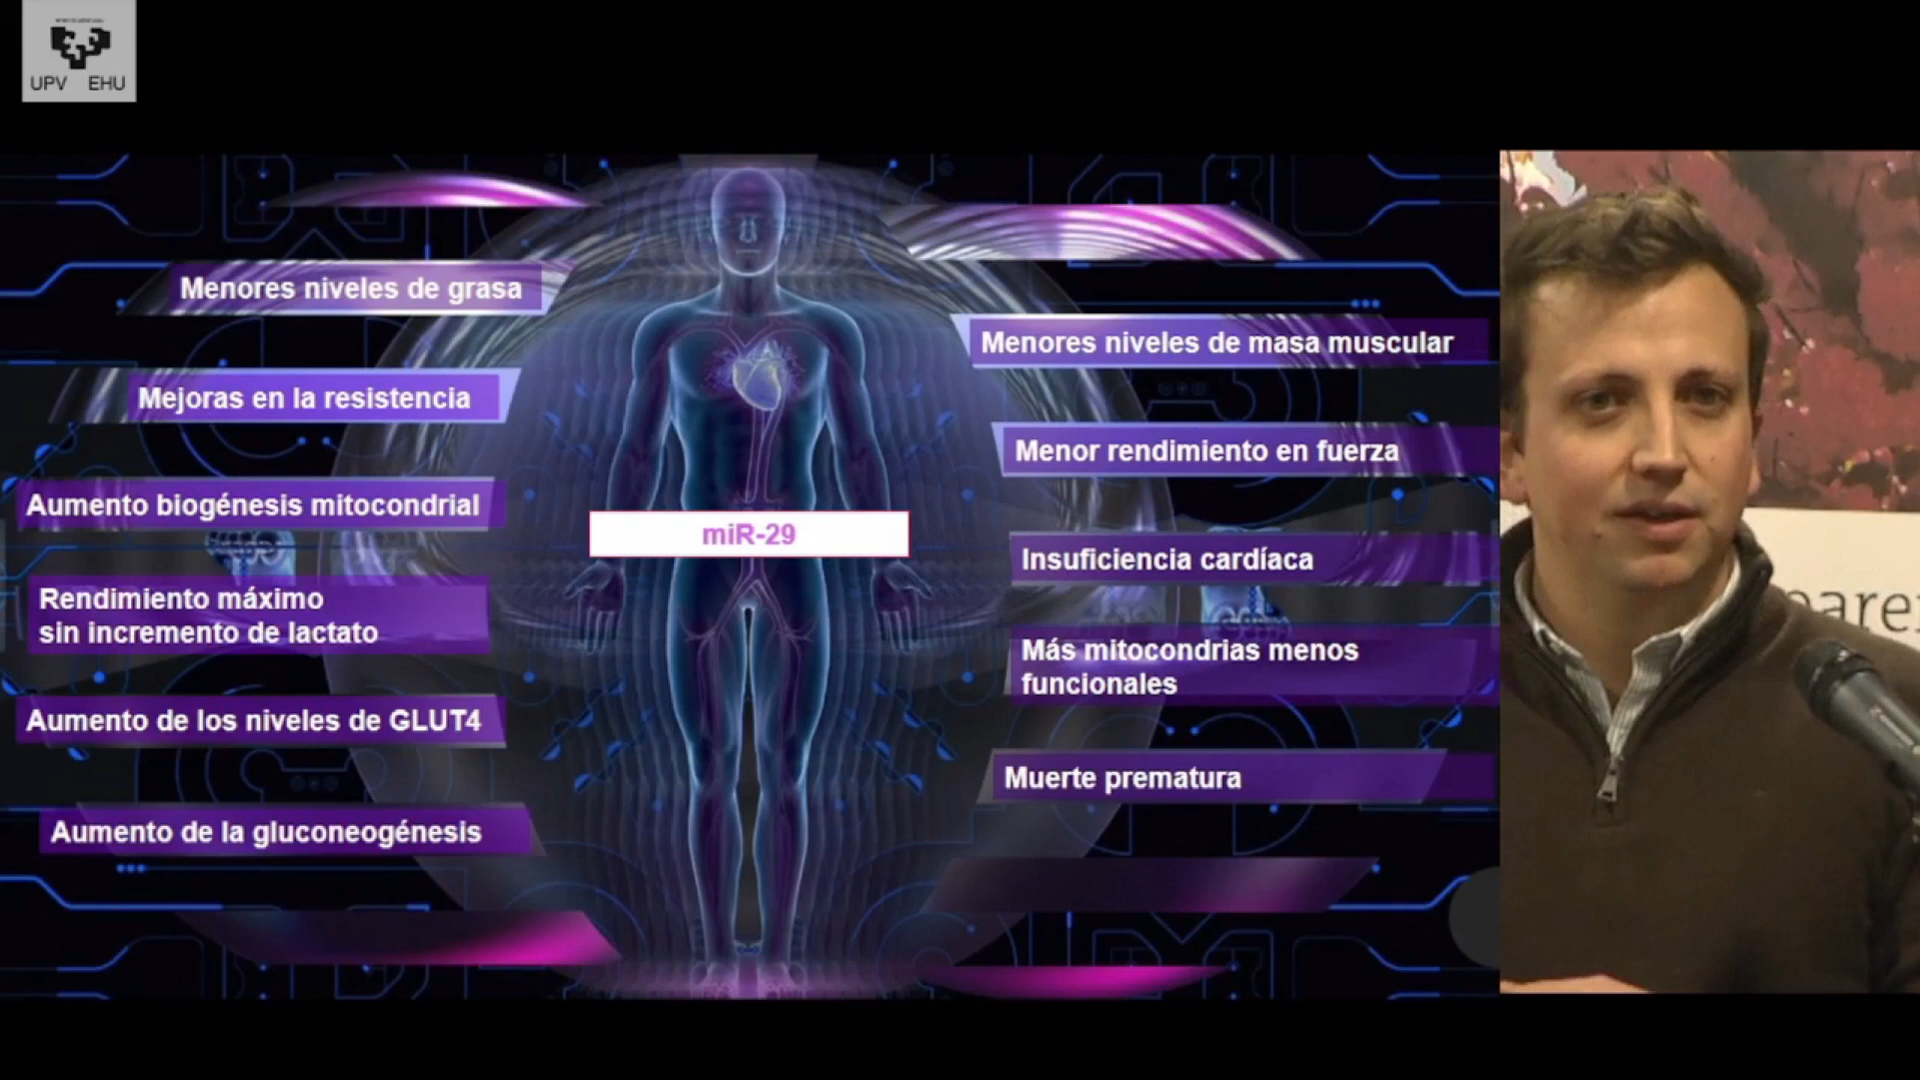 UPV EHU
Menores niveles de grasa
Mejoras en la resistencia
Aumento biogénesis mitocondrial
Rendimiento máximo
sin incremento de lactato
Aumento de los niveles de GLUT4
Aumento de la gluconeogénesis
miR-29
Menores niveles de masa muscular
Menor rendimiento en fuerza
Insuficiencia cardíaca
Más mitocondrias menos
funcionales
Muerte prematura